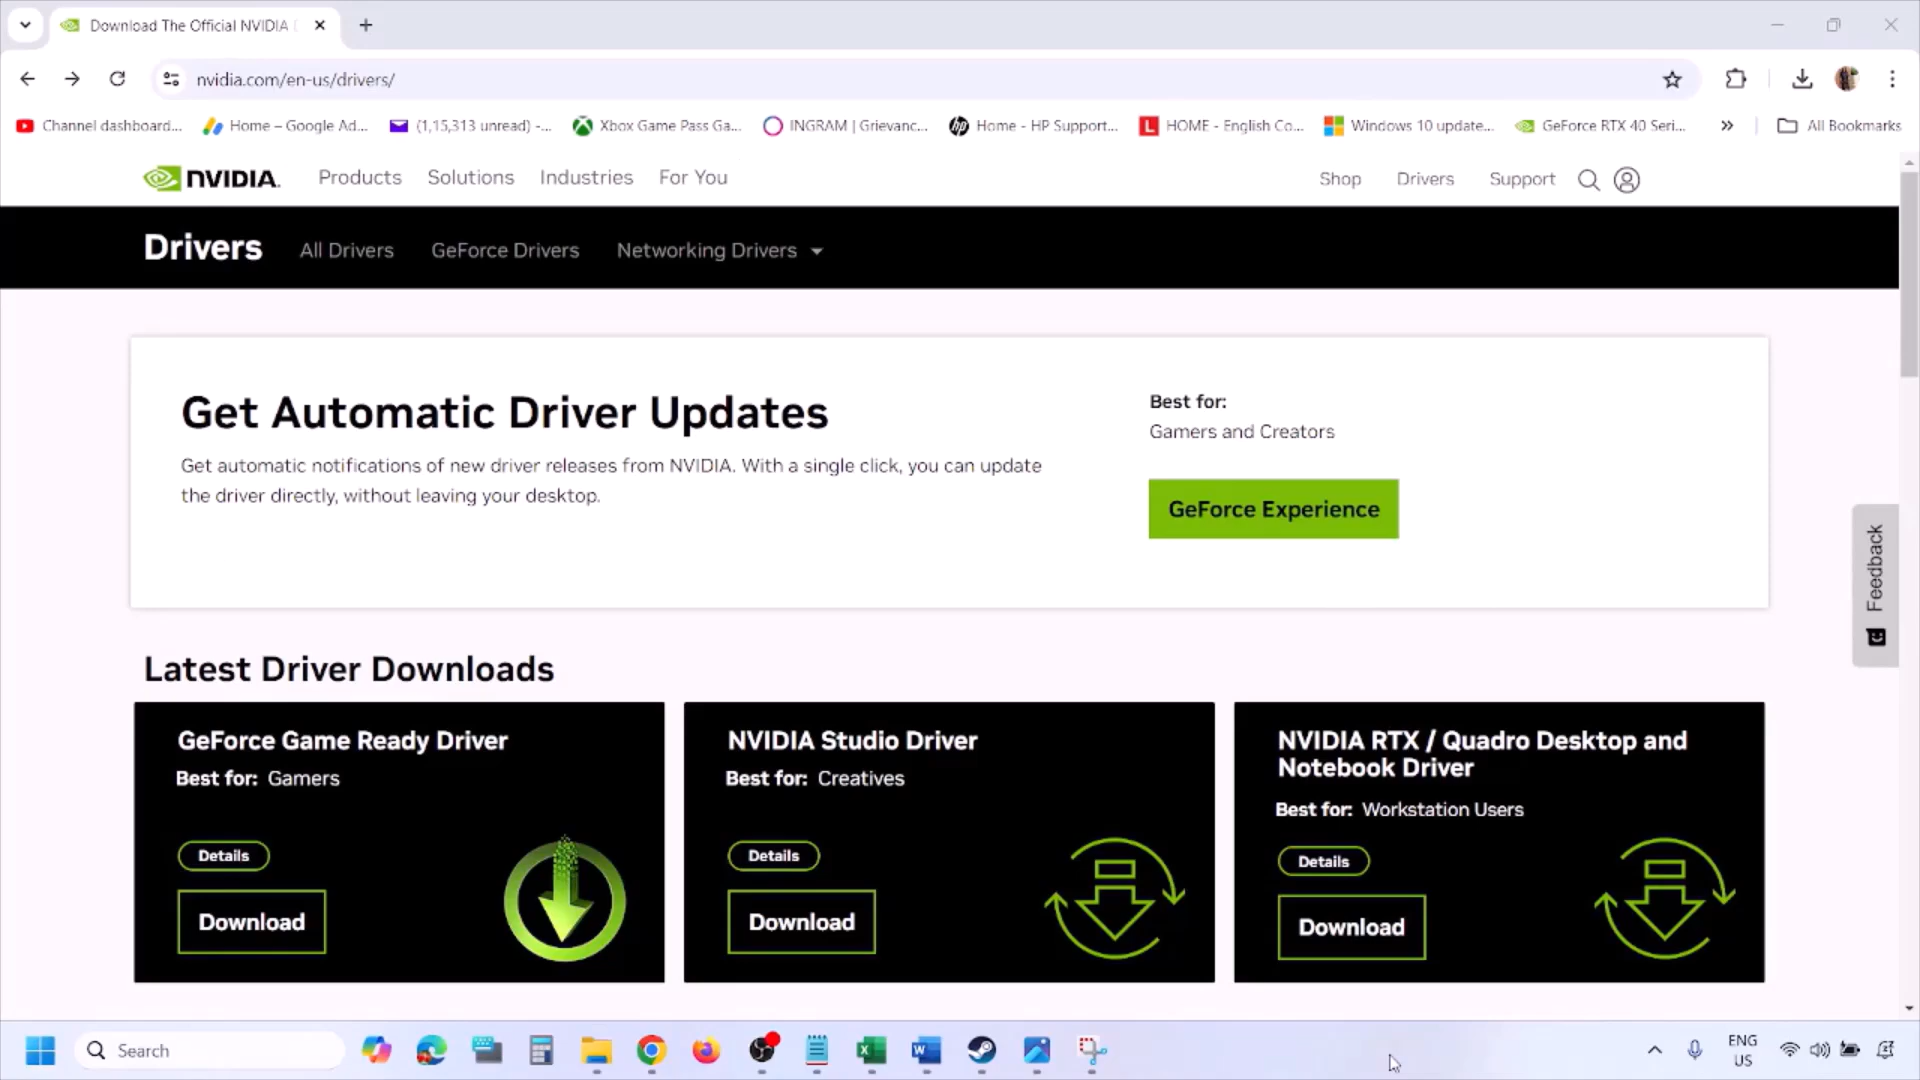 Download The Official NVIDIA
nvidia.com/en-us/drivers/
Channel dashboard...
Home – Google Ad...
(1,15,313 unread) -...
Xbox Game Pass Ga...
INGRAM | Grievanc...
Home - HP Support...
HOME - English Co...
Windows 10 update...
GeForce RTX 40 Seri...
All Bookmarks
NVIDIA.
Products
Solutions
Industries
For You
Shop
Drivers
Support
Drivers
All Drivers
GeForce Drivers
Networking Drivers
Get Automatic Driver Updates
Get automatic notifications of new driver releases from NVIDIA. With a single click, you can update
the driver directly, without leaving your desktop.
Best for:
Gamers and Creators
GeForce Experience
Feedback
Latest Driver Downloads
GeForce Game Ready Driver
Best for: Gamers
Details
Download
NVIDIA Studio Driver
Best for: Creatives
Details
Download
NVIDIA RTX / Quadro Desktop and
Notebook Driver
Best for: Workstation Users
Details
Download
Search
ENG
US